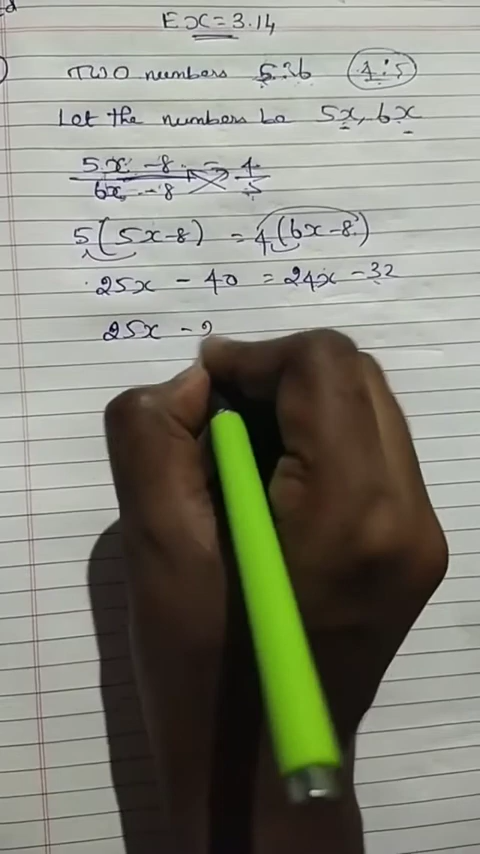 Ex = 3.14
Two numbers 5:6 4:5
Let the numbers be 5x, 6x
5x - 8 = 4
6x - 8 5
5(5x-8) = 4(6x-8)
25x - 40 = 24x - 32
25x - 2